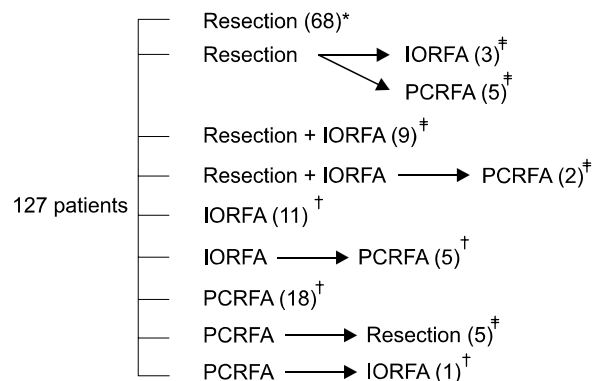 Resection (68)*
Resection → IORFA (3)‡
PCRFA (5)‡
Resection + IORFA (9)‡
Resection + IORFA → PCRFA (2)‡
127 patients
IORFA (11) †
IORFA → PCRFA (5)†
PCRFA (18)†
PCRFA → Resection (5)‡
PCRFA → IORFA (1)†